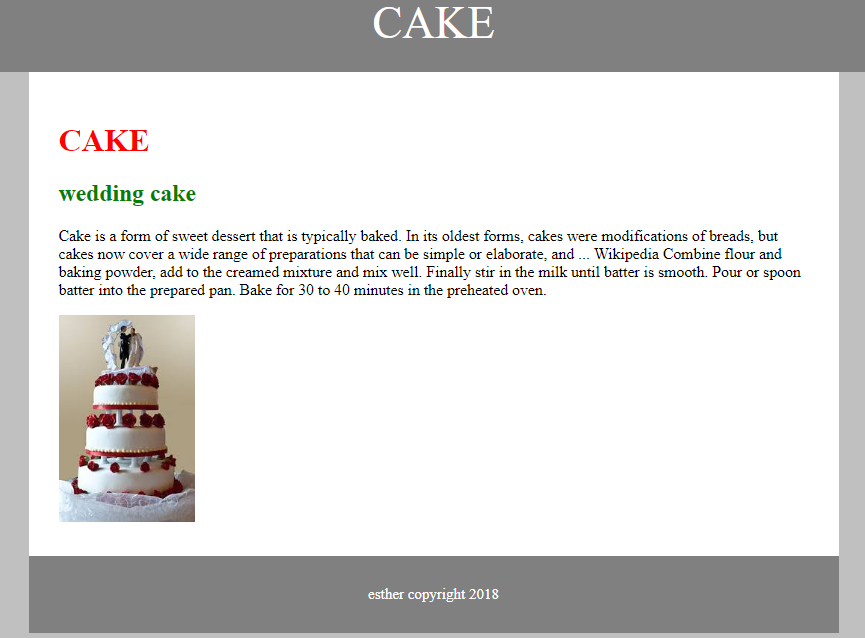 CAKE
CAKE
wedding cake
Cake is a form of sweet dessert that is typically baked. In its oldest forms, cakes were modifications of breads, but
cakes now cover a wide range of preparations that can be simple or elaborate, and ... Wikipedia Combine flour and
baking powder, add to the creamed mixture and mix well. Finally stir in the milk until batter is smooth. Pour or spoon
batter into the prepared pan. Bake for 30 to 40 minutes in the preheated oven.
esther copyright 2018